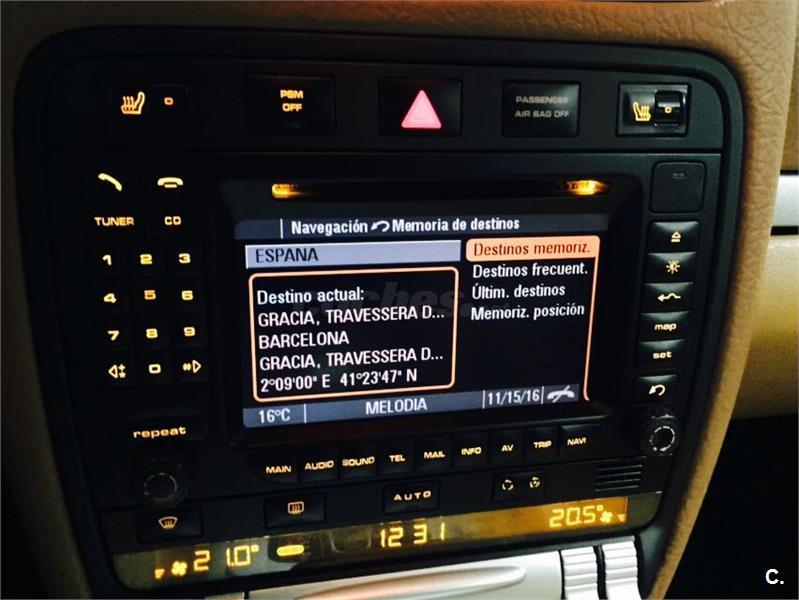 PSM
OFF
PASSENGER
AIR BAG OFF
TUNER CD
1 2 3
4 5 6
7 8 9
0
repeat
Navegación Memoria de destinos
ESPANA
Destino actual:
GRACIA, TRAVESSERA D...
BARCELONA
GRACIA, TRAVESSERA D...
2°09'00" E 41°23'47" N
Destinos memoriz.
Destinos frecuent.
Últim. destinos
Memoriz. posición
16°C MELODIA 11/15/16
map
set
MAIN AUDIO SOUND TEL MAIL INFO AV TRIP NAVI
AUTO
21.0° 1231 20.5°
C.